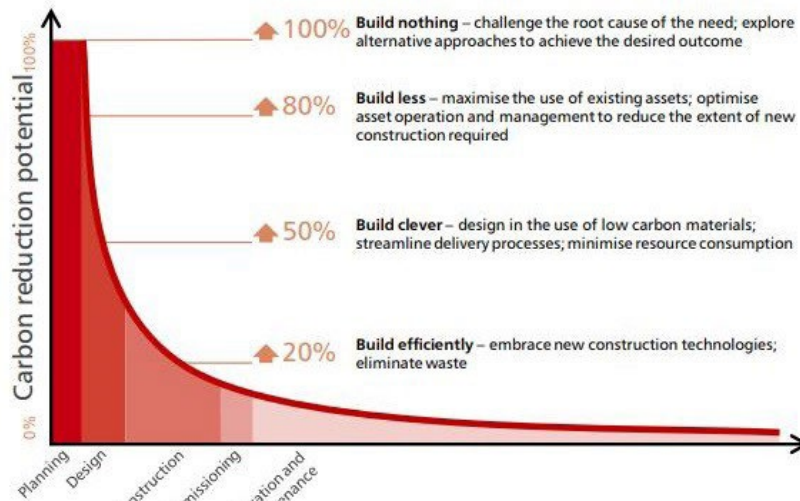 Carbon reduction potential
100%
0%
100%
Build nothing – challenge the root cause of the need; explore
alternative approaches to achieve the desired outcome
80%
Build less – maximise the use of existing assets; optimise
asset operation and management to reduce the extent of new
construction required
50%
Build clever – design in the use of low carbon materials;
streamline delivery processes; minimise resource consumption
20%
Build efficiently – embrace new construction technologies;
eliminate waste
Planning
Design